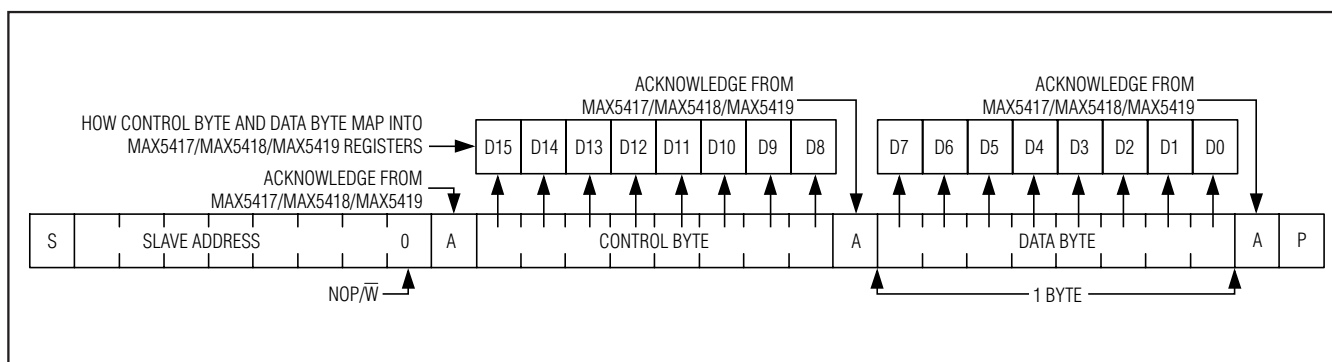 ACKNOWLEDGE FROM
MAX5417/MAX5418/MAX5419
ACKNOWLEDGE FROM
MAX5417/MAX5418/MAX5419
HOW CONTROL BYTE AND DATA BYTE MAP INTO
MAX5417/MAX5418/MAX5419 REGISTERS
D15 D14 D13 D12 D11 D10 D9 D8
D7 D6 D5 D4 D3 D2 D1 D0
ACKNOWLEDGE FROM
MAX5417/MAX5418/MAX5419
S SLAVE ADDRESS 0 A CONTROL BYTE A DATA BYTE A P
NOP/W̅
1 BYTE